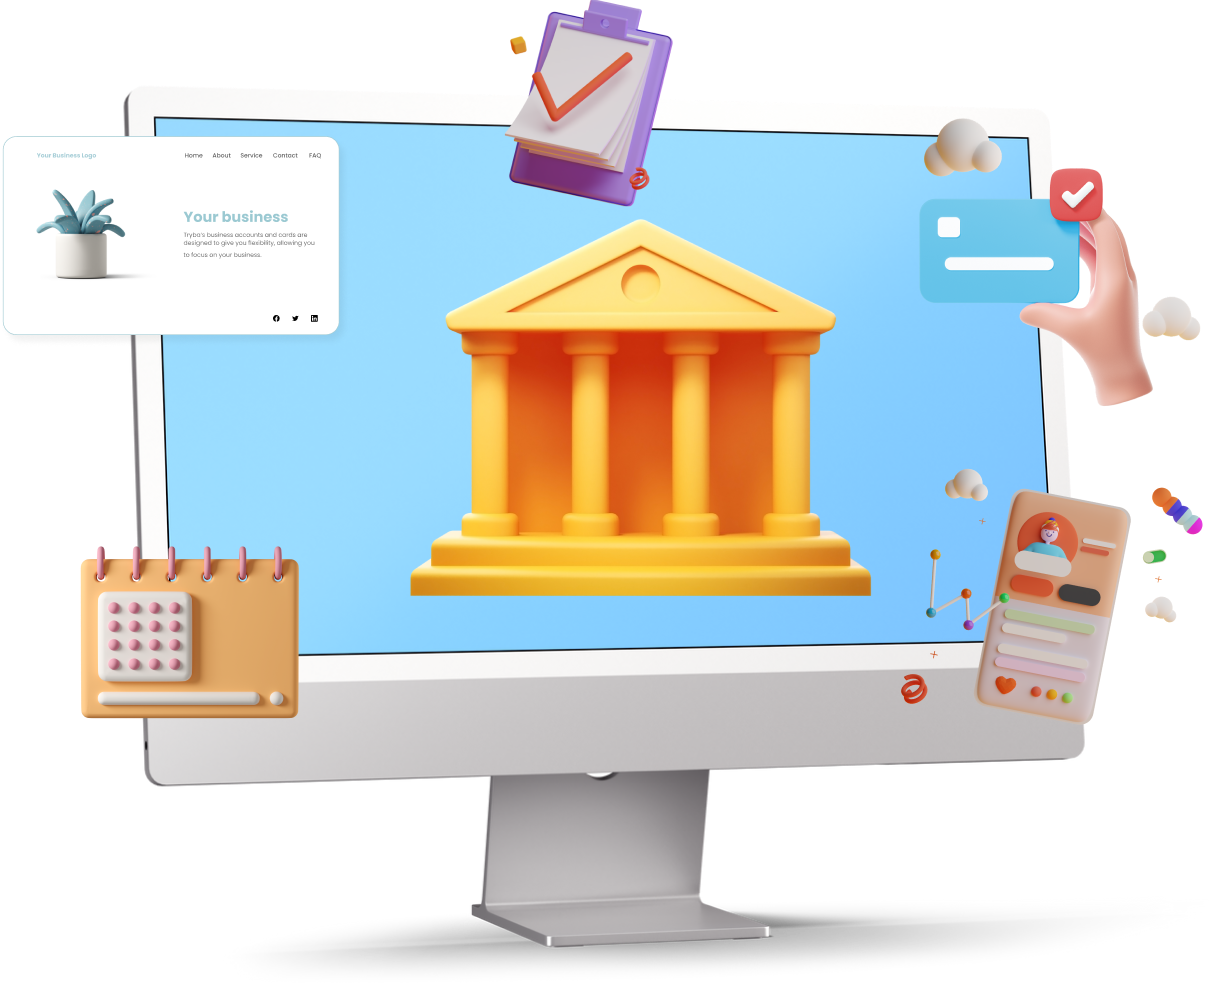 Your Business Logo
Home About Service Contact FAQ
Your business
Tryba's business accounts and cards are
designed to give you flexibility, allowing you
to focus on your business.